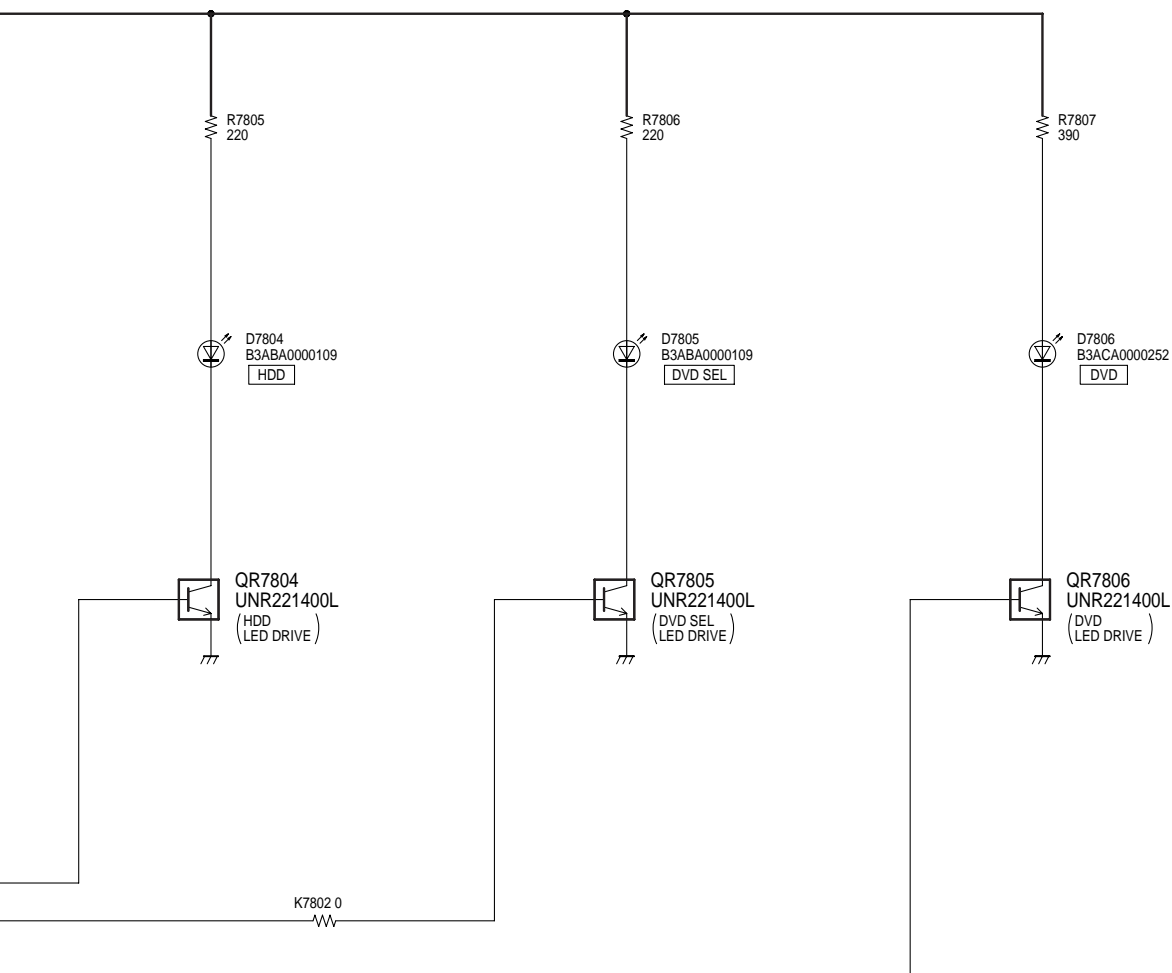 R7805
220
R7806
220
R7807
390
D7804
B3ABA0000109
HDD
D7805
B3ABA0000109
DVD SEL
D7806
B3ACA0000252
DVD
QR7804
UNR221400L
(HDD
LED DRIVE)
QR7805
UNR221400L
(DVD SEL
LED DRIVE)
QR7806
UNR221400L
(DVD
LED DRIVE)
K7802 0